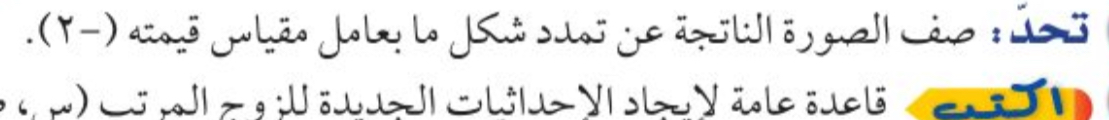 تحدّ: صف الصورة الناتجة عن تمدد شكل ما بعامل مقياس قيمته (-٢).
اكتب قاعدة عامة لإيجاد الإحداثيات الجديدة للزوج المرتب (س،